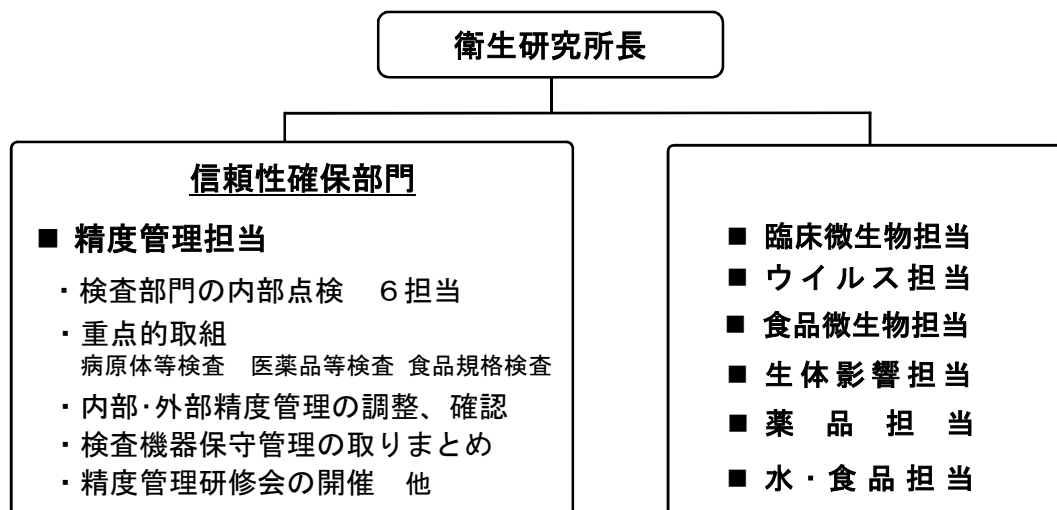 衛生研究所長
信頼性確保部門
■ 精度管理担当
・検査部門の内部点検　６担当
・重点的取組
病原体等検査　医薬品等検査 食品規格検査
・内部・外部精度管理の調整、確認
・検査機器保守管理の取りまとめ
・精度管理研修会の開催　他
■ 臨床微生物担当
■ ウイルス担当
■ 食品微生物担当
■ 生体影響担当
■ 薬　品　担　当
■ 水・食品担当